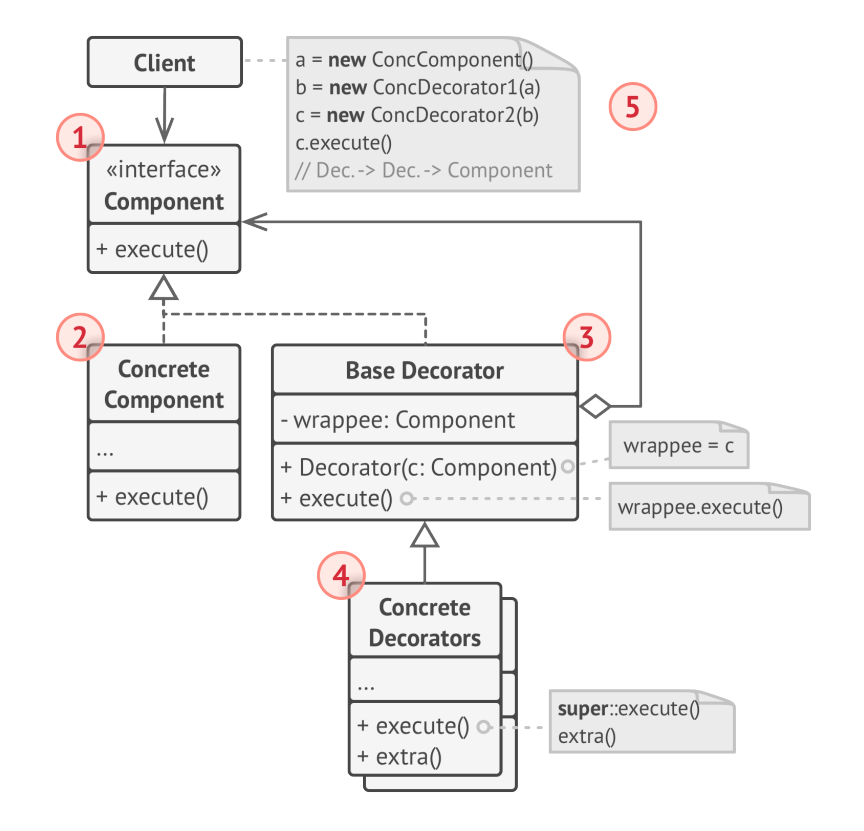 Client
a = new ConcComponent()
b = new ConcDecorator1(a)
c = new ConcDecorator2(b)
c.execute()
// Dec. -> Dec. -> Component
5
1
«interface»
Component
+ execute()
2
Concrete
Component
...
+ execute()
3
Base Decorator
- wrappee: Component
+ Decorator(c: Component)
+ execute()
wrappee = c
wrappee.execute()
4
Concrete
Decorators
...
+ execute()
+ extra()
super::execute()
extra()